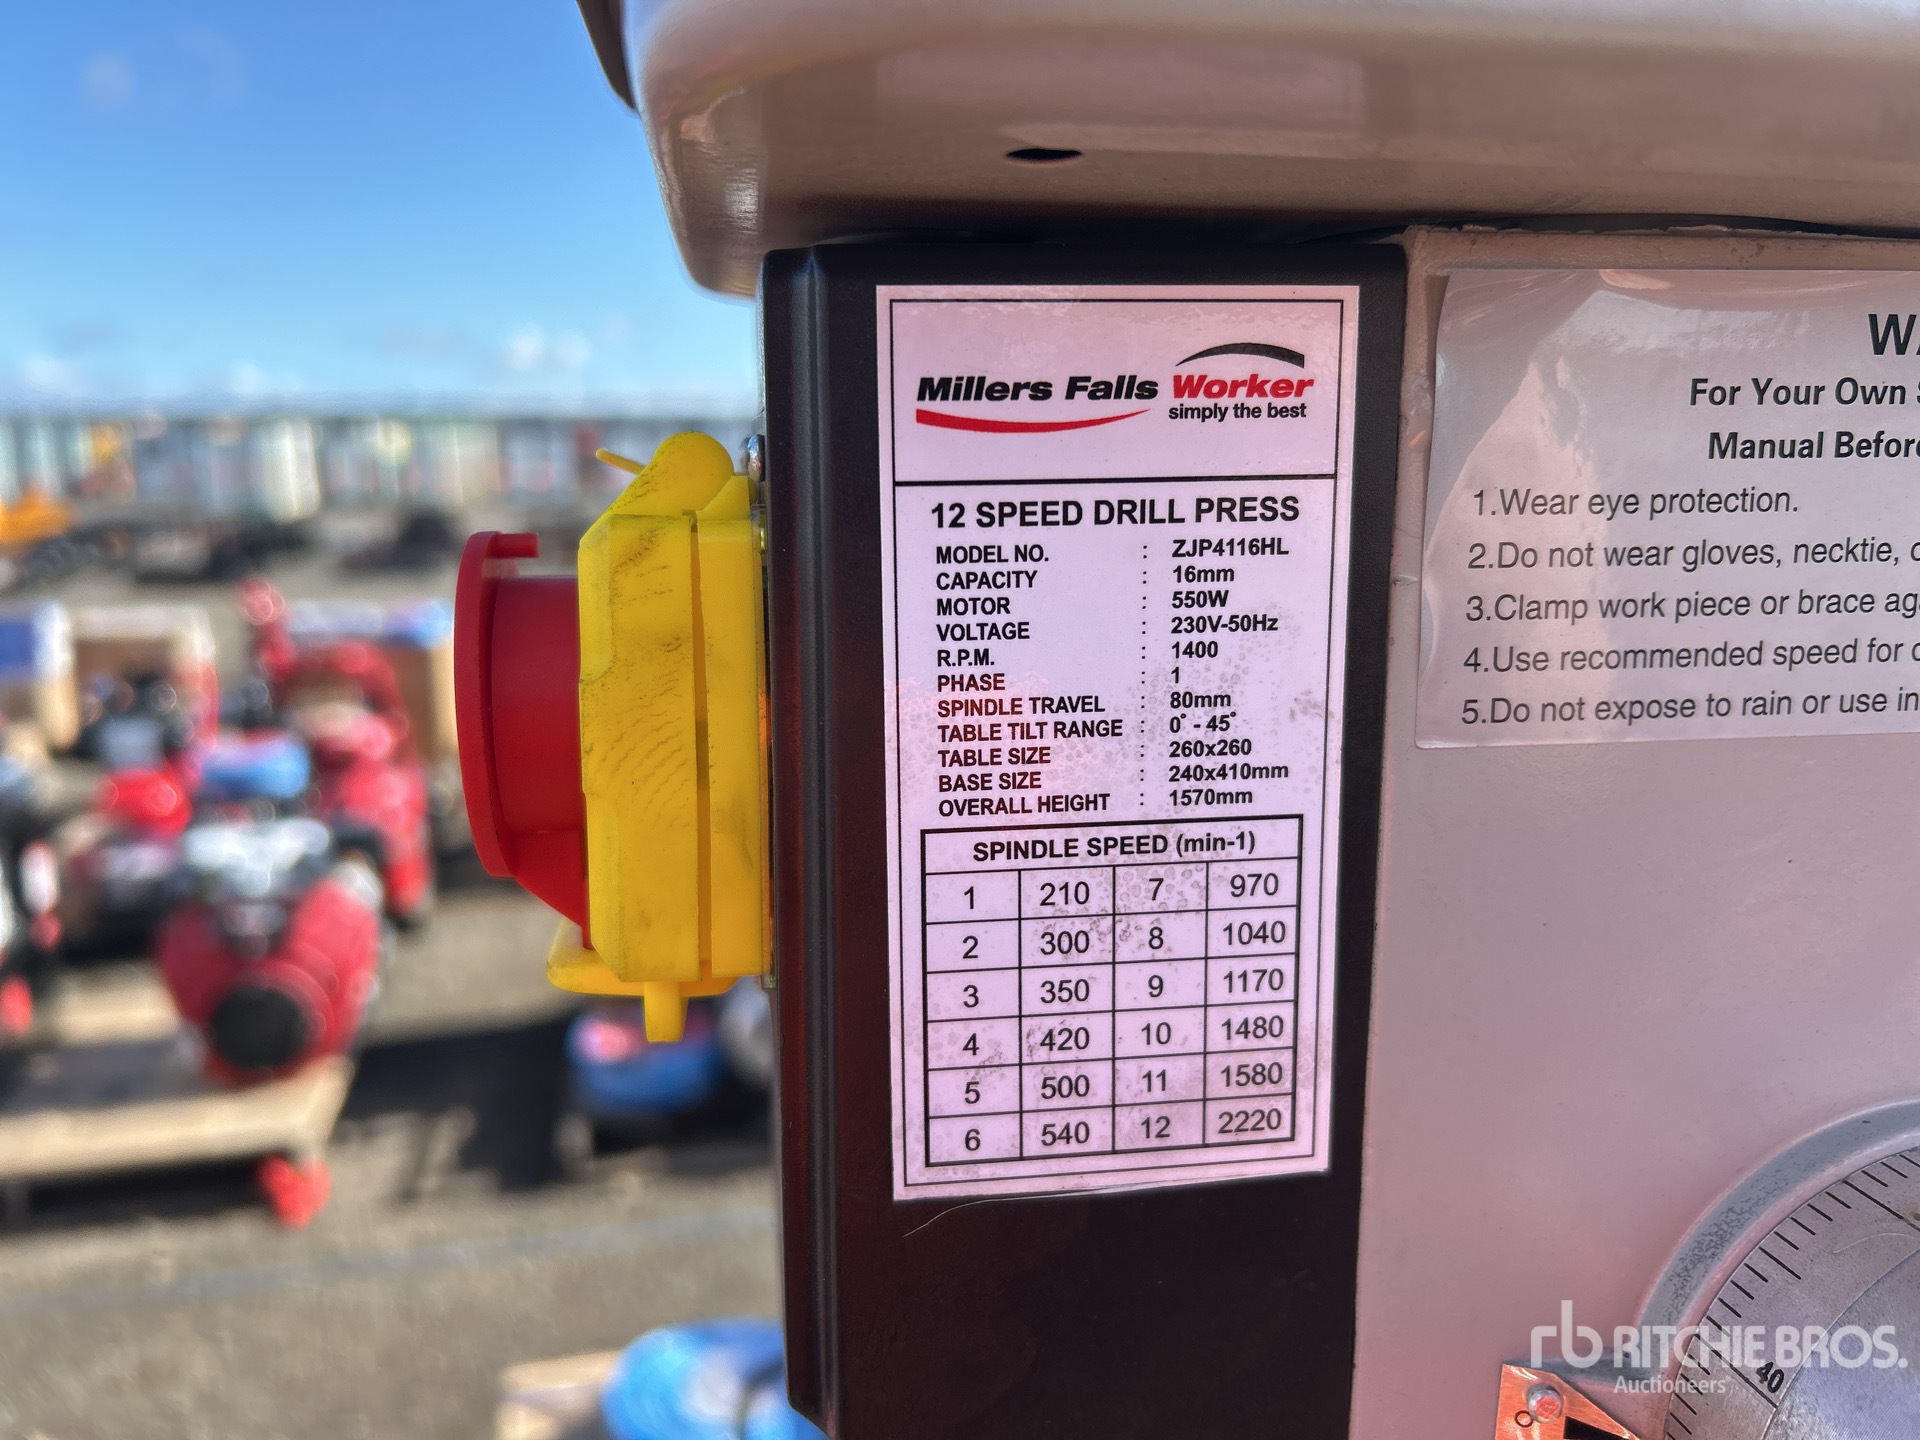 Millers Falls Worker
simply the best
12 SPEED DRILL PRESS
MODEL NO. : ZJP4116HL
CAPACITY : 16mm
MOTOR : 550W
VOLTAGE : 230V-50Hz
R.P.M. : 1400
PHASE : 1
SPINDLE TRAVEL : 80mm
TABLE TILT RANGE : 0° - 45°
TABLE SIZE : 260x260
BASE SIZE : 240x410mm
OVERALL HEIGHT : 1570mm
SPINDLE SPEED (min-1)
1 210 7 970
2 300 8 1040
3 350 9 1170
4 420 10 1480
5 500 11 1580
6 540 12 2220
For Your Own
Manual Before
1.Wear eye protection.
2.Do not wear gloves, necktie,
3.Clamp work piece or brace
4.Use recommended speed for
5.Do not expose to rain or use in
40
rb RITCHIE BROS.
Auctioneers